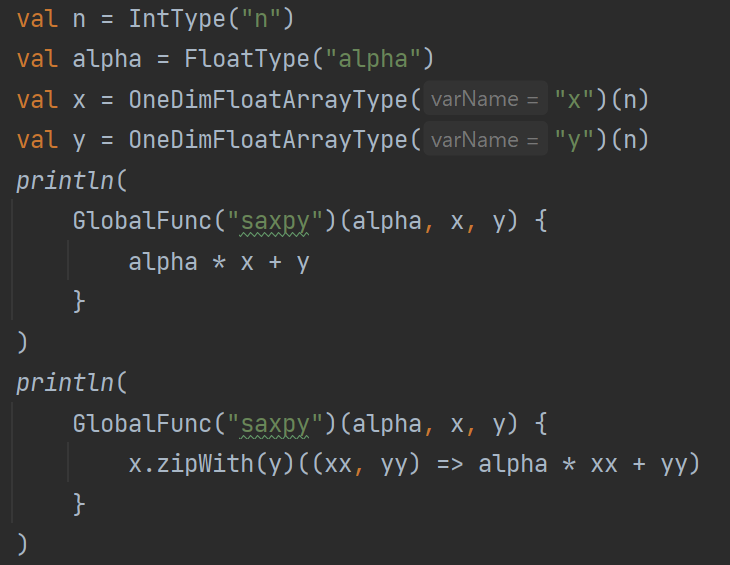 val n = IntType("n")
val alpha = FloatType("alpha")
val x = OneDimFloatArrayType( varName = "x")(n)
val y = OneDimFloatArrayType( varName = "y")(n)
println(
    GlobalFunc("saxpy")(alpha, x, y) {
        alpha * x + y
    }
)
println(
    GlobalFunc("saxpy")(alpha, x, y) {
        x.zipWith(y)((xx, yy) => alpha * xx + yy)
    }
)